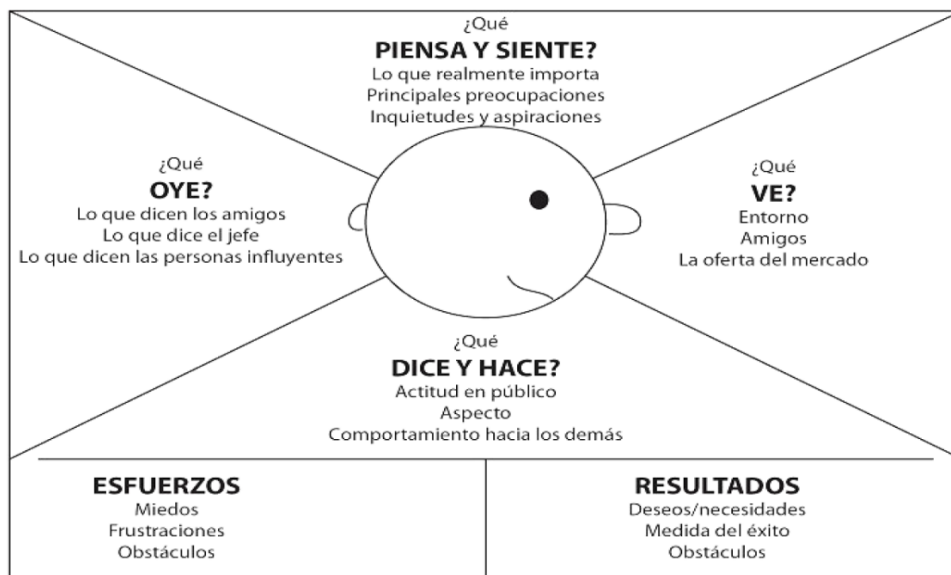 ¿Qué
PIENSA Y SIENTE?
Lo que realmente importa
Principales preocupaciones
Inquietudes y aspiraciones
¿Qué
OYE?
Lo que dicen los amigos
Lo que dice el jefe
Lo que dicen las personas influyentes
¿Qué
VE?
Entorno
Amigos
La oferta del mercado
¿Qué
DICE Y HACE?
Actitud en público
Aspecto
Comportamiento hacia los demás
ESFUERZOS
Miedos
Frustraciones
Obstáculos
RESULTADOS
Deseos/necesidades
Medida del éxito
Obstáculos